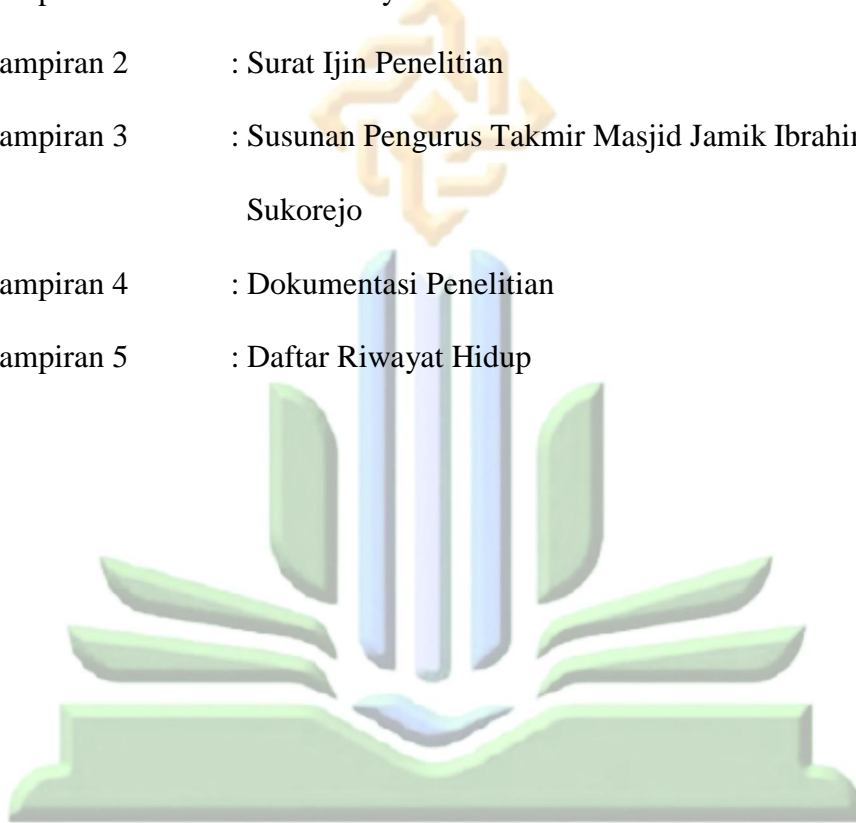 ampiran 2 : Surat Ijin Penelitian
ampiran 3 : Susunan Pengurus Takmir Masjid Jamik Ibrahi
Sukorejo
ampiran 4 : Dokumentasi Penelitian
ampiran 5 : Daftar Riwayat Hidup